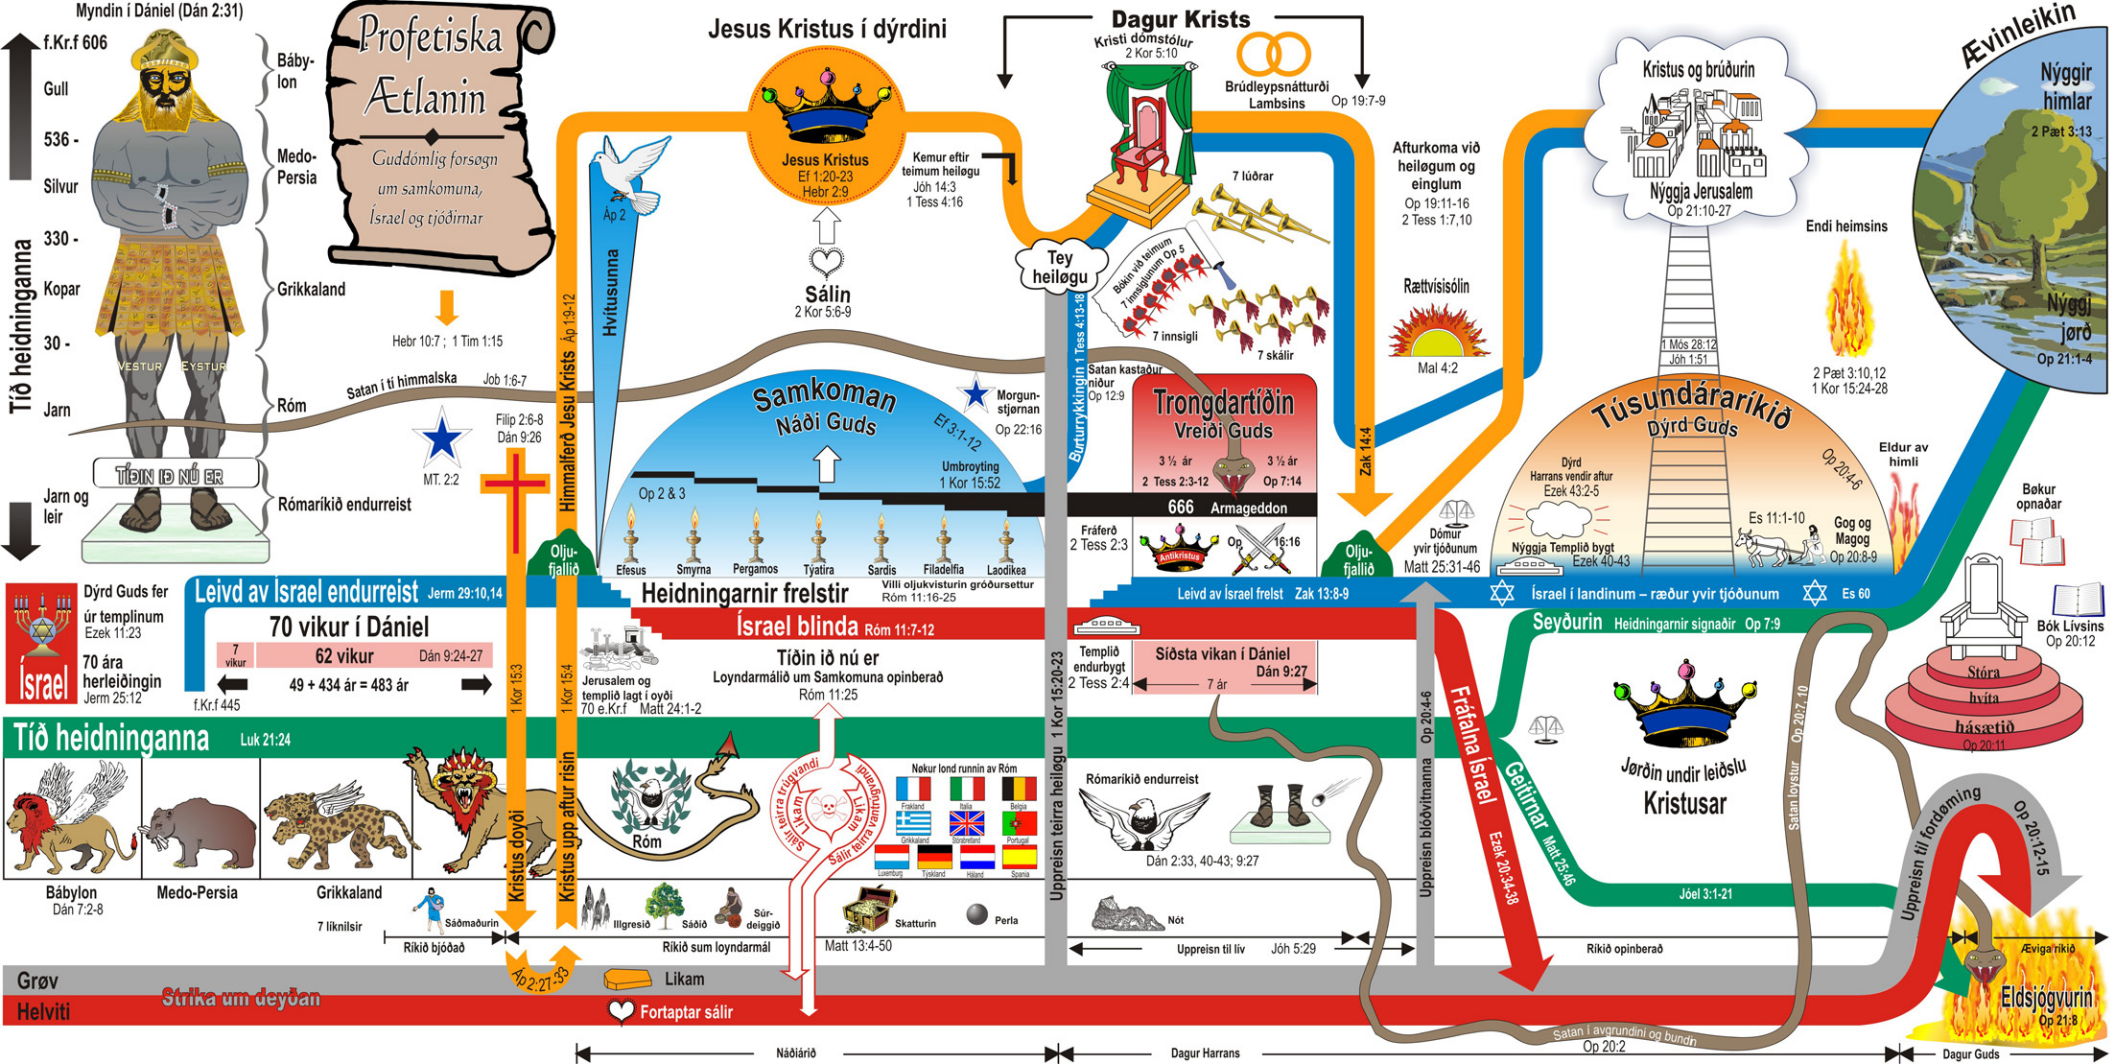 Myndin í Dániel (Dán 2:31)
f.Kr.f 606
Gull
536 -
Silvur
330 -
Kopar
30 -
Jarn
Jarn og
leir
Tíð heidninganna
VESTUR EYSTUR
TÍÐIN IÐ NÚ ER
Báby-
lon
Medo-
Persia
Grikkaland
Róm
Rómaríkið endurreist
Profetiska
Ætlanin
Guddómlig forsøgn
um samkomuna,
Ísrael og tjóðirnar
Hebr 10:7 ; 1 Tim 1:15
Satan í tí himmalska
Job 1:6-7
MT. 2:2
Filip 2:6-8
Dán 9:26
Himmalferð Jesu Krists Áp 1:9-12
Hvítusunna
Áp 2
Jesus Kristus í dýrdini
Jesus Kristus
Ef 1:20-23
Hebr 2:9
Sálin
2 Kor 5:6-9
Kemur eftir
teimum heiløgu
Jóh 14:3
1 Tess 4:16
Tey
heiløgu
Dagur Krists
Kristi dómstólur
2 Kor 5:10
Brúdleypsnátturði
Lambsins
Op 19:7-9
7 lúðrar
Bókin við teimum
7 innsiglunum Op 5
7 innsigli
7 skálir
Afturkoma við
heiløgum og
einglum
Op 19:11-16
2 Tess 1:7,10
Rættvísisólin
Mal 4:2
Kristus og brúðurin
Nýggja Jerusalem
Op 21:10-27
1 Mós 28:12
Jóh 1:51
Endi heimsins
2 Pæt 3:10,12
1 Kor 15:24-28
Ævinleikin
Nýggir
himlar
2 Pæt 3:13
Nýggj
jørð
Op 21:1-4
Samkoman
Náði Guds
Ef 3:1-12
Morgun-
stjørnan
Op 22:16
Umbroyting
1 Kor 15:52
Op 2 & 3
Efesus
Smyrna
Pergamos
Týatira
Sardis
Filadelfia
Laodikea
Burturrykkingin 1 Tess 4:13-18
Satan kastaður
niður
Op 12:9
Trongdartíðin
Vreiði Guds
3 ½ ár
2 Tess 2:3-12
3 ½ ár
Op 7:14
666 Armageddon
Fráferð
2 Tess 2:3
Antikristus
Op 16:16
Zak 14:4
Olju-
fjallið
Olju-
fjallið
Dómur
yvir tjóðunum
Matt 25:31-46
Túsundáraríkið
Dýrd Guds
Op 20:4-6
Dýrd
Harrans vendir aftur
Ezek 43:2-5
Nýggja Templið bygt
Ezek 40-43
Es 11:1-10
Gog og
Magog
Op 20:8-9
Eldur av
himli
Bøkur
opnaðar
Bók Lívsins
Op 20:12
Stóra
hvíta
hásætið
Op 20:11
Ísrael
Dýrd Guds fer
úr templinum
Ezek 11:23
70 ára
herleiðingin
Jerm 25:12
Leivd av Ísrael endurreist Jerm 29:10,14
70 vikur í Dániel
7
vikur
62 vikur
Dán 9:24-27
49 + 434 ár = 483 ár
f.Kr.f 445
1 Kor 15:3
1 Kor 15:4
Heidningarnir frelstir
Villi oljukvisturin gróðursettur
Róm 11:16-25
Ísrael blinda Róm 11:7-12
Jerusalem og
templið lagt í oyði
70 e.Kr.f Matt 24:1-2
Tíðin ið nú er
Loyndarmálið um Samkomuna opinberað
Róm 11:25
Leivd av Ísrael frelst Zak 13:8-9
Templið
endurbygt
2 Tess 2:4
Síðsta vikan í Dániel
Dán 9:27
7 ár
Ísrael í landinum – ræður yvir tjóðunum
Es 60
Seyðurin Heidningarnir signaðir Op 7:9
Tíð heidninganna
Luk 21:24
Bábylon
Dán 7:2-8
Medo-Persia
Grikkaland
Kristus doyði
Kristus upp aftur risin
Róm
Sálir teirra trúgvandi
Likam
Likam
Sálir teirra vantrúgvandi
Nøkur lond runnin av Róm
Frakland
Italia
Belgia
Grikkaland
Stórabretland
Portugal
Luxemburg
Týskland
Háland
Spania
Uppreisn teirra heiløgu 1 Kor 15:20-23
Rómaríkið endurreist
Dán 2:33, 40-43; 9:27
Uppreisn blóðvitnanna Op 20:4-6
Fráfalna Ísrael Ezek 20:34-38
Geitirnar Matt 25:46
Jørðin undir leiðslu
Kristusar
Jóel 3:1-21
Satan loystur Op 20:7, 10
Uppreisn til fordøming
Op 20:12-15
7 líknilsir
Sáðmaðurin
Illgresið
Sáðið
Súr-
deiggið
Skatturin
Perla
Nót
Ríkið bjóðað
Ríkið sum loyndarmál
Matt 13:4-50
Uppreisn til lív Jóh 5:29
Ríkið opinberað
Æviga ríkið
Áp 2:27-33
Grøv
Strika um deyðan
Helviti
Likam
Fortaptar sálir
Satan í avgrundini og bundin
Op 20:2
Eldsjógvurin
Op 21:8
Náðiárið
Dagur Harrans
Dagur Guds